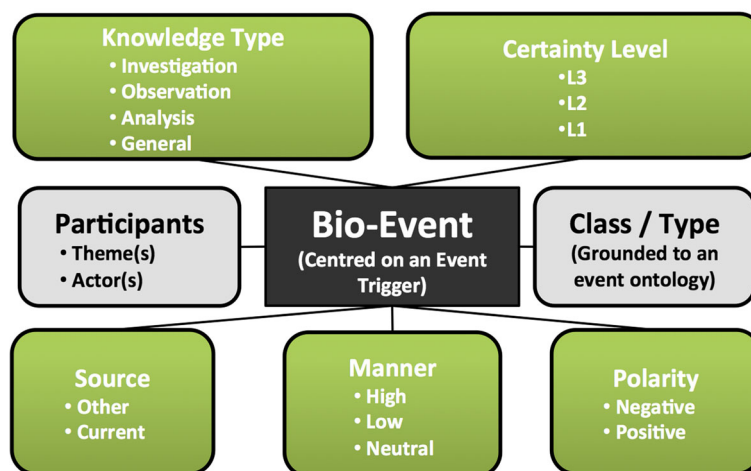 Knowledge Type
• Investigation
• Observation
• Analysis
• General
Certainty Level
• L3
• L2
• L1
Participants
• Theme(s)
• Actor(s)
Bio-Event
(Centred on an Event
Trigger)
Class / Type
(Grounded to an
event ontology)
Source
• Other
• Current
Manner
• High
• Low
• Neutral
Polarity
• Negative
• Positive